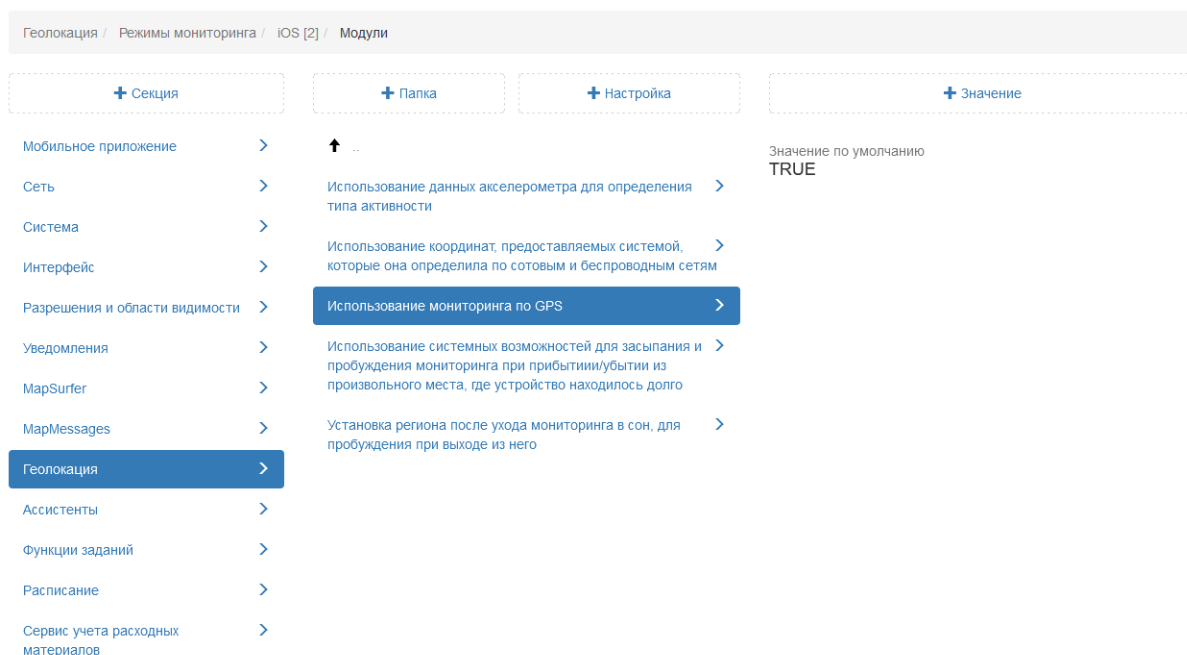 Геолокация / Режимы мониторинга / iOS [2] / Модули
+ Секция
+ Папка
+ Настройка
+ Значение
Мобильное приложение
Сеть
Система
Интерфейс
Разрешения и области видимости
Уведомления
MapSurfer
MapMessages
Геолокация
Ассистенты
Функции заданий
Расписание
Сервис учета расходных
материалов
..
Использование данных акселерометра для определения
типа активности
Использование координат, предоставляемых системой,
которые она определила по сотовым и беспроводным сетям
Использование мониторинга по GPS
Использование системных возможностей для засыпания и
пробуждения мониторинга при прибытиии/убытии из
произвольного места, где устройство находилось долго
Установка региона после ухода мониторинга в сон, для
пробуждения при выходе из него
Значение по умолчанию
TRUE